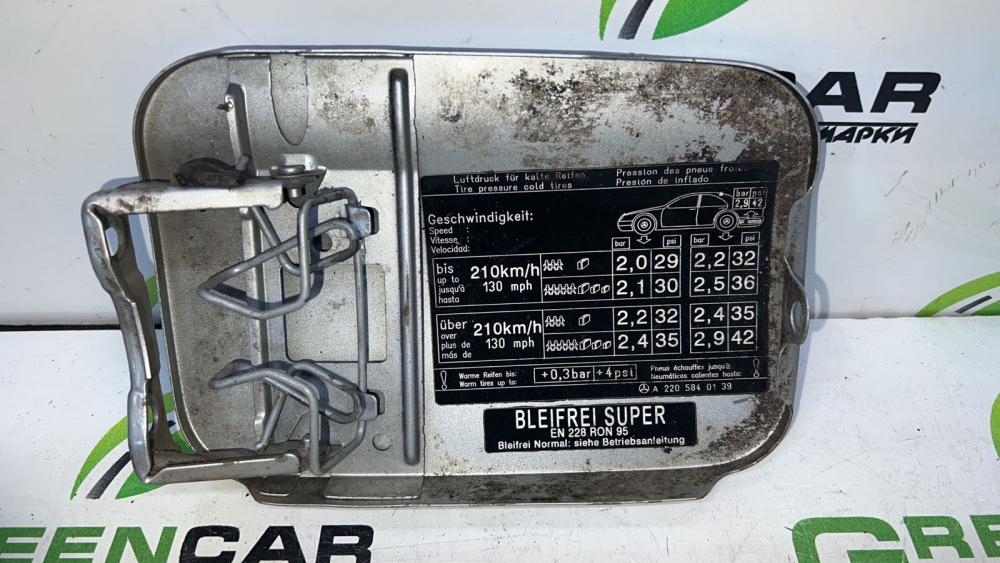 CAR
МАРКИ
Luftdruck für kalte Reifen Pression des pneus
Tire pressure cold tires Presión de inflado
bar psi
2,9 42
Geschwindigkeit:
Speed :
Vitesse :
Velocidad:
bar psi bar psi
bis 210km/h 2,0 29 2,2 32
up to
jusqu'à 130 mph 2,1 30 2,5 36
hasta
über 210km/h 2,2 32 2,4 35
over
plus de 130 mph 2,4 35 2,9 42
más de
! Warme Reifen bis: +0,3bar +4psi Pneus échauffés jusqu'à: !
Warm tires up to: Neumáticos calientes hasta:
A 220 584 01 39
BLEIFREI SUPER
EN 228 RON 95
Bleifrei Normal: siehe Betriebsanleitung
EENCAR
GREEN